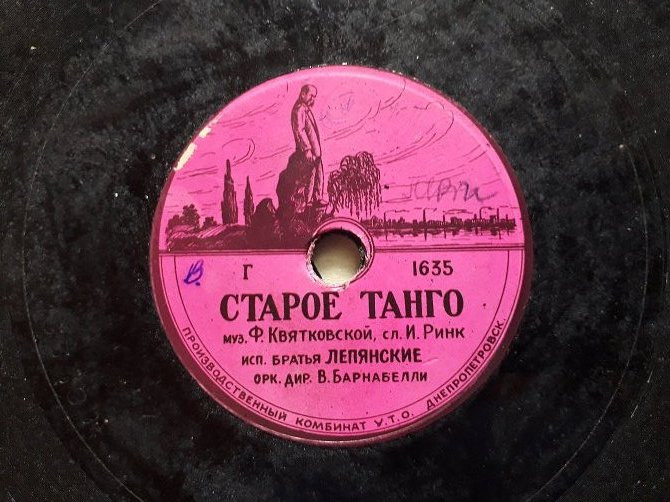 В.
Г 1635
СТАРОЕ ТАНГО
муз. Ф. Квятковской, сл. И. Ринк
исп. братья ЛЕПЯНСКИЕ
орк. дир. В. Барнабелли
ПРОИЗВОДСТВЕННЫЙ КОМБИНАТ У.Т.О. ДНЕПРОПЕТРОВСК.